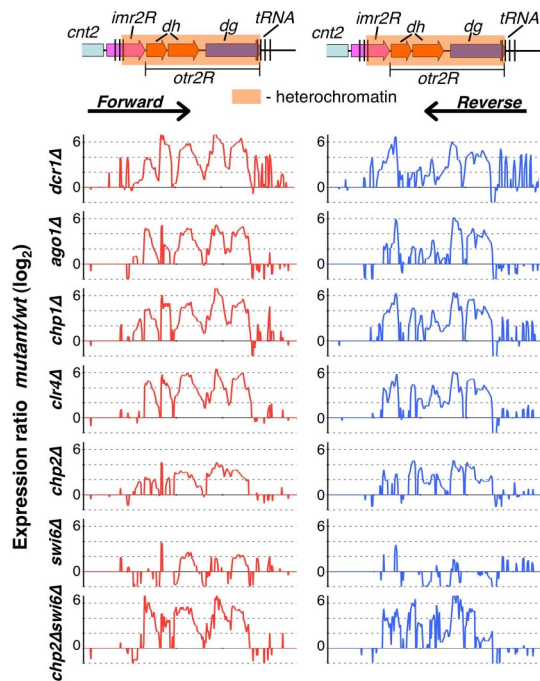 imr2R dh dg tRNA
cnt2
otr2R
imr2R dh dg tRNA
cnt2
otr2R
Forward
- heterochromatin
Reverse
Expression ratio mutant/wt (log2)
dcr1Δ
6
0
6
0
ago1Δ
6
0
6
0
chp1Δ
6
0
6
0
clr4Δ
6
0
6
0
chp2Δ
6
0
6
0
swi6Δ
6
0
6
0
chp2Δswi6Δ
6
0
6
0